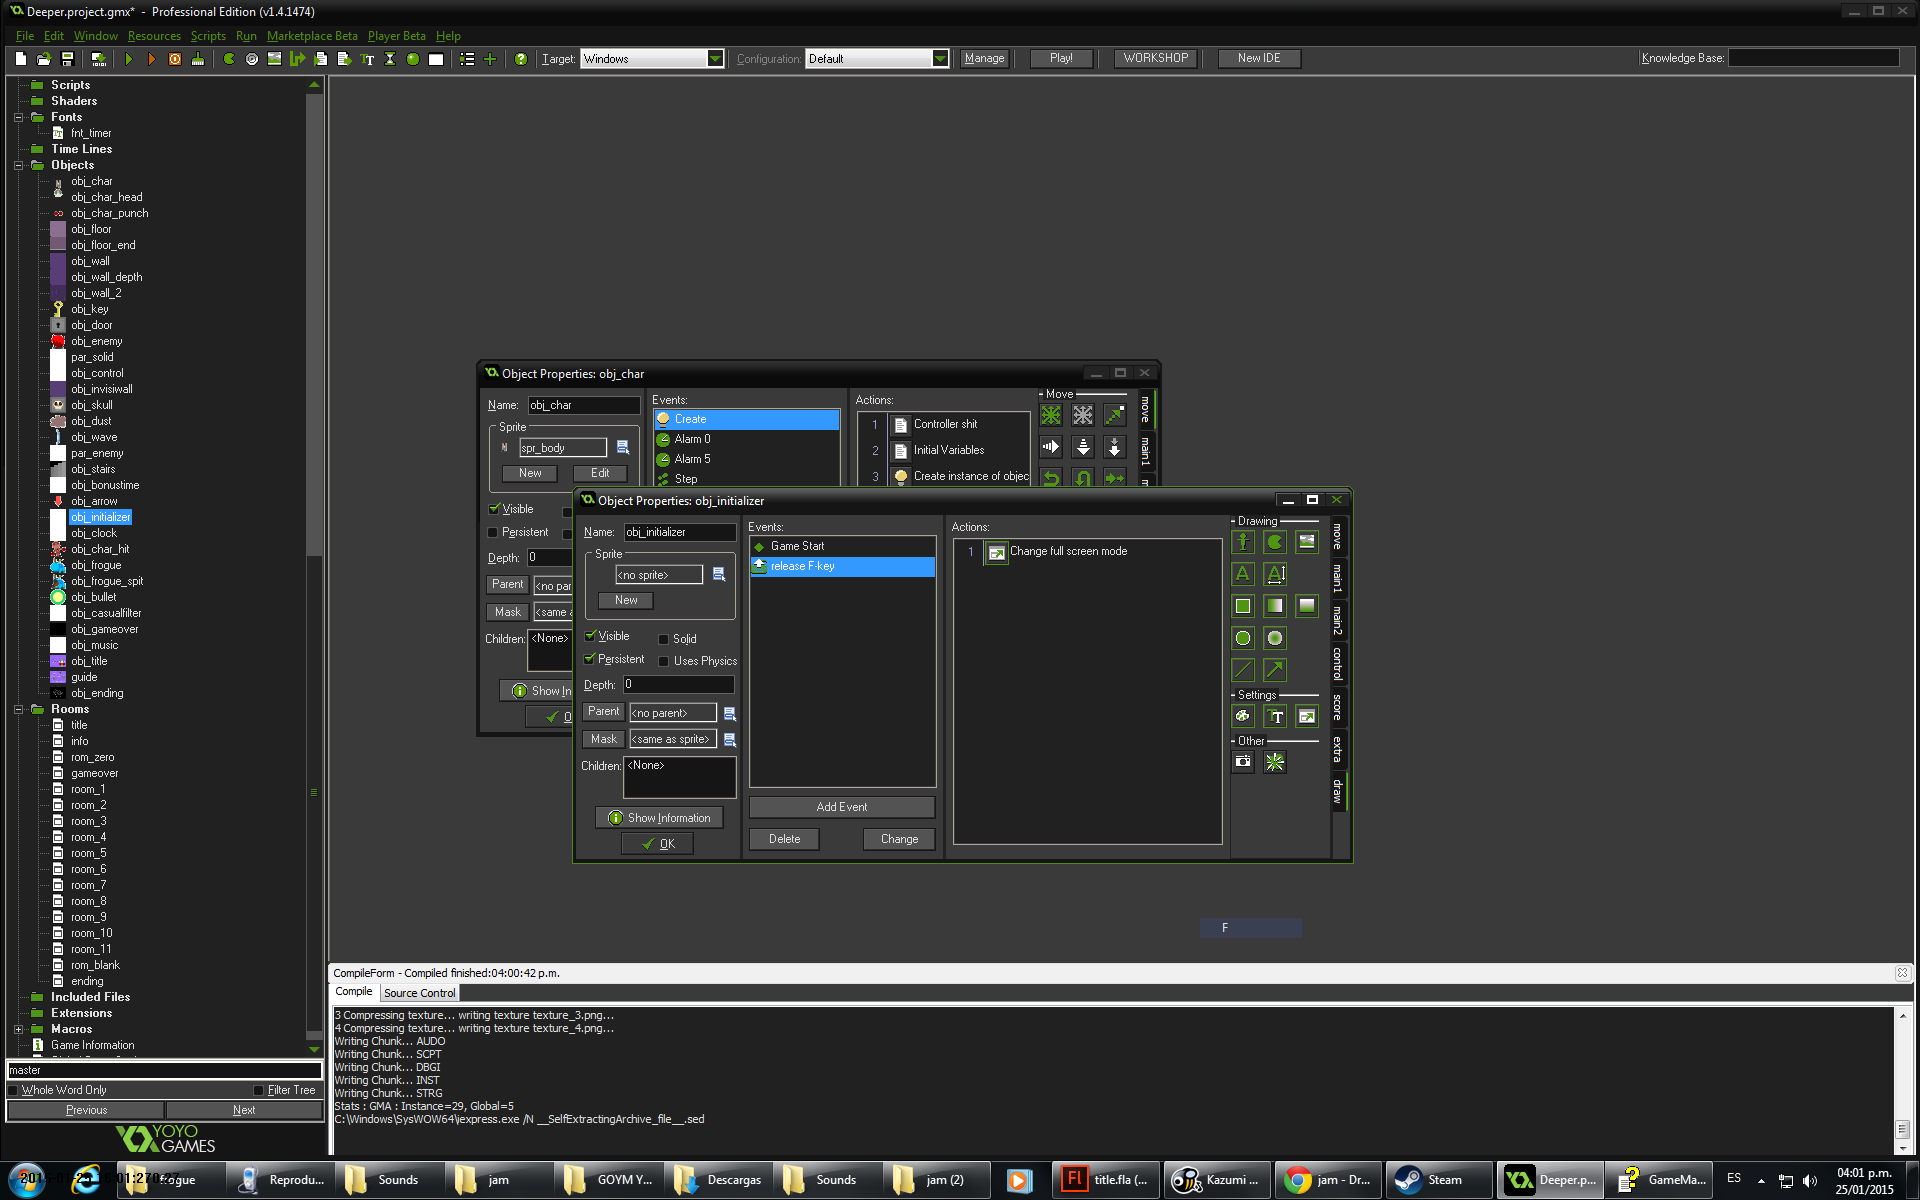 Deeper.project.gmx* - Professional Edition (v1.4.1474)
File Edit Window Resources Scripts Run Marketplace Beta Player Beta Help
Target: Windows Configuration: Default Manage Play! WORKSHOP New IDE Knowledge Base:
Scripts
Shaders
Fonts
fnt_timer
Time Lines
Objects
obj_char
obj_char_head
obj_char_punch
obj_floor
obj_floor_end
obj_wall
obj_wall_depth
obj_wall_2
obj_key
obj_door
obj_enemy
par_solid
obj_control
obj_invisiwall
obj_skull
obj_dust
obj_wave
par_enemy
obj_stairs
obj_bonustime
obj_arrow
obj_initializer
obj_clock
obj_char_hit
obj_frogue
obj_frogue_spit
obj_bullet
obj_casualfilter
obj_gameover
obj_music
obj_title
guide
obj_ending
Rooms
title
info
rom_zero
gameover
room_1
room_2
room_3
room_4
room_5
room_6
room_7
room_8
room_9
room_10
room_11
rom_blank
ending
Included Files
Extensions
Macros
Game Information
master
Whole Word Only Filter Tree
Previous Next
YOYO GAMES
Object Properties: obj_char
Name: obj_char
Sprite
spr_body
New Edit
Visible
Persistent
Depth: 0
Parent <no par
Mask <same a
Children: <None>
Show In
Events:
Create
Alarm 0
Alarm 5
Step
Actions:
1 Controller shit
2 Initial Variables
3 Create instance of objec
Move
move
main1
Object Properties: obj_initializer
Name: obj_initializer
Sprite
<no sprite>
New
Visible Solid
Persistent Uses Physics
Depth: 0
Parent <no parent>
Mask <same as sprite>
Children: <None>
Show Information
OK
Events:
Game Start
release F-key
Add Event
Delete Change
Actions:
1 Change full screen mode
Drawing
Settings
Other
move
main1
main2
control
score
extra
draw
F
CompileForm - Compiled finished:04:00:42 p.m.
Compile Source Control
3 Compressing texture... writing texture texture_3.png...
4 Compressing texture... writing texture texture_4.png...
Writing Chunk... AUDO
Writing Chunk... SCPT
Writing Chunk... DBGI
Writing Chunk... INST
Writing Chunk... STRG
Stats : GMA : Instance=29, Global=5
C:\Windows\SysWOW64\iexpress.exe /N __SelfExtractingArchive_file__.sed
Reprodu... Sounds jam GOYM Y... Descargas Sounds jam (2) title.fla (... Kazumi ... jam - Dr... Steam Deeper.p... GameMa... ES 04:01 p.m.
25/01/2015